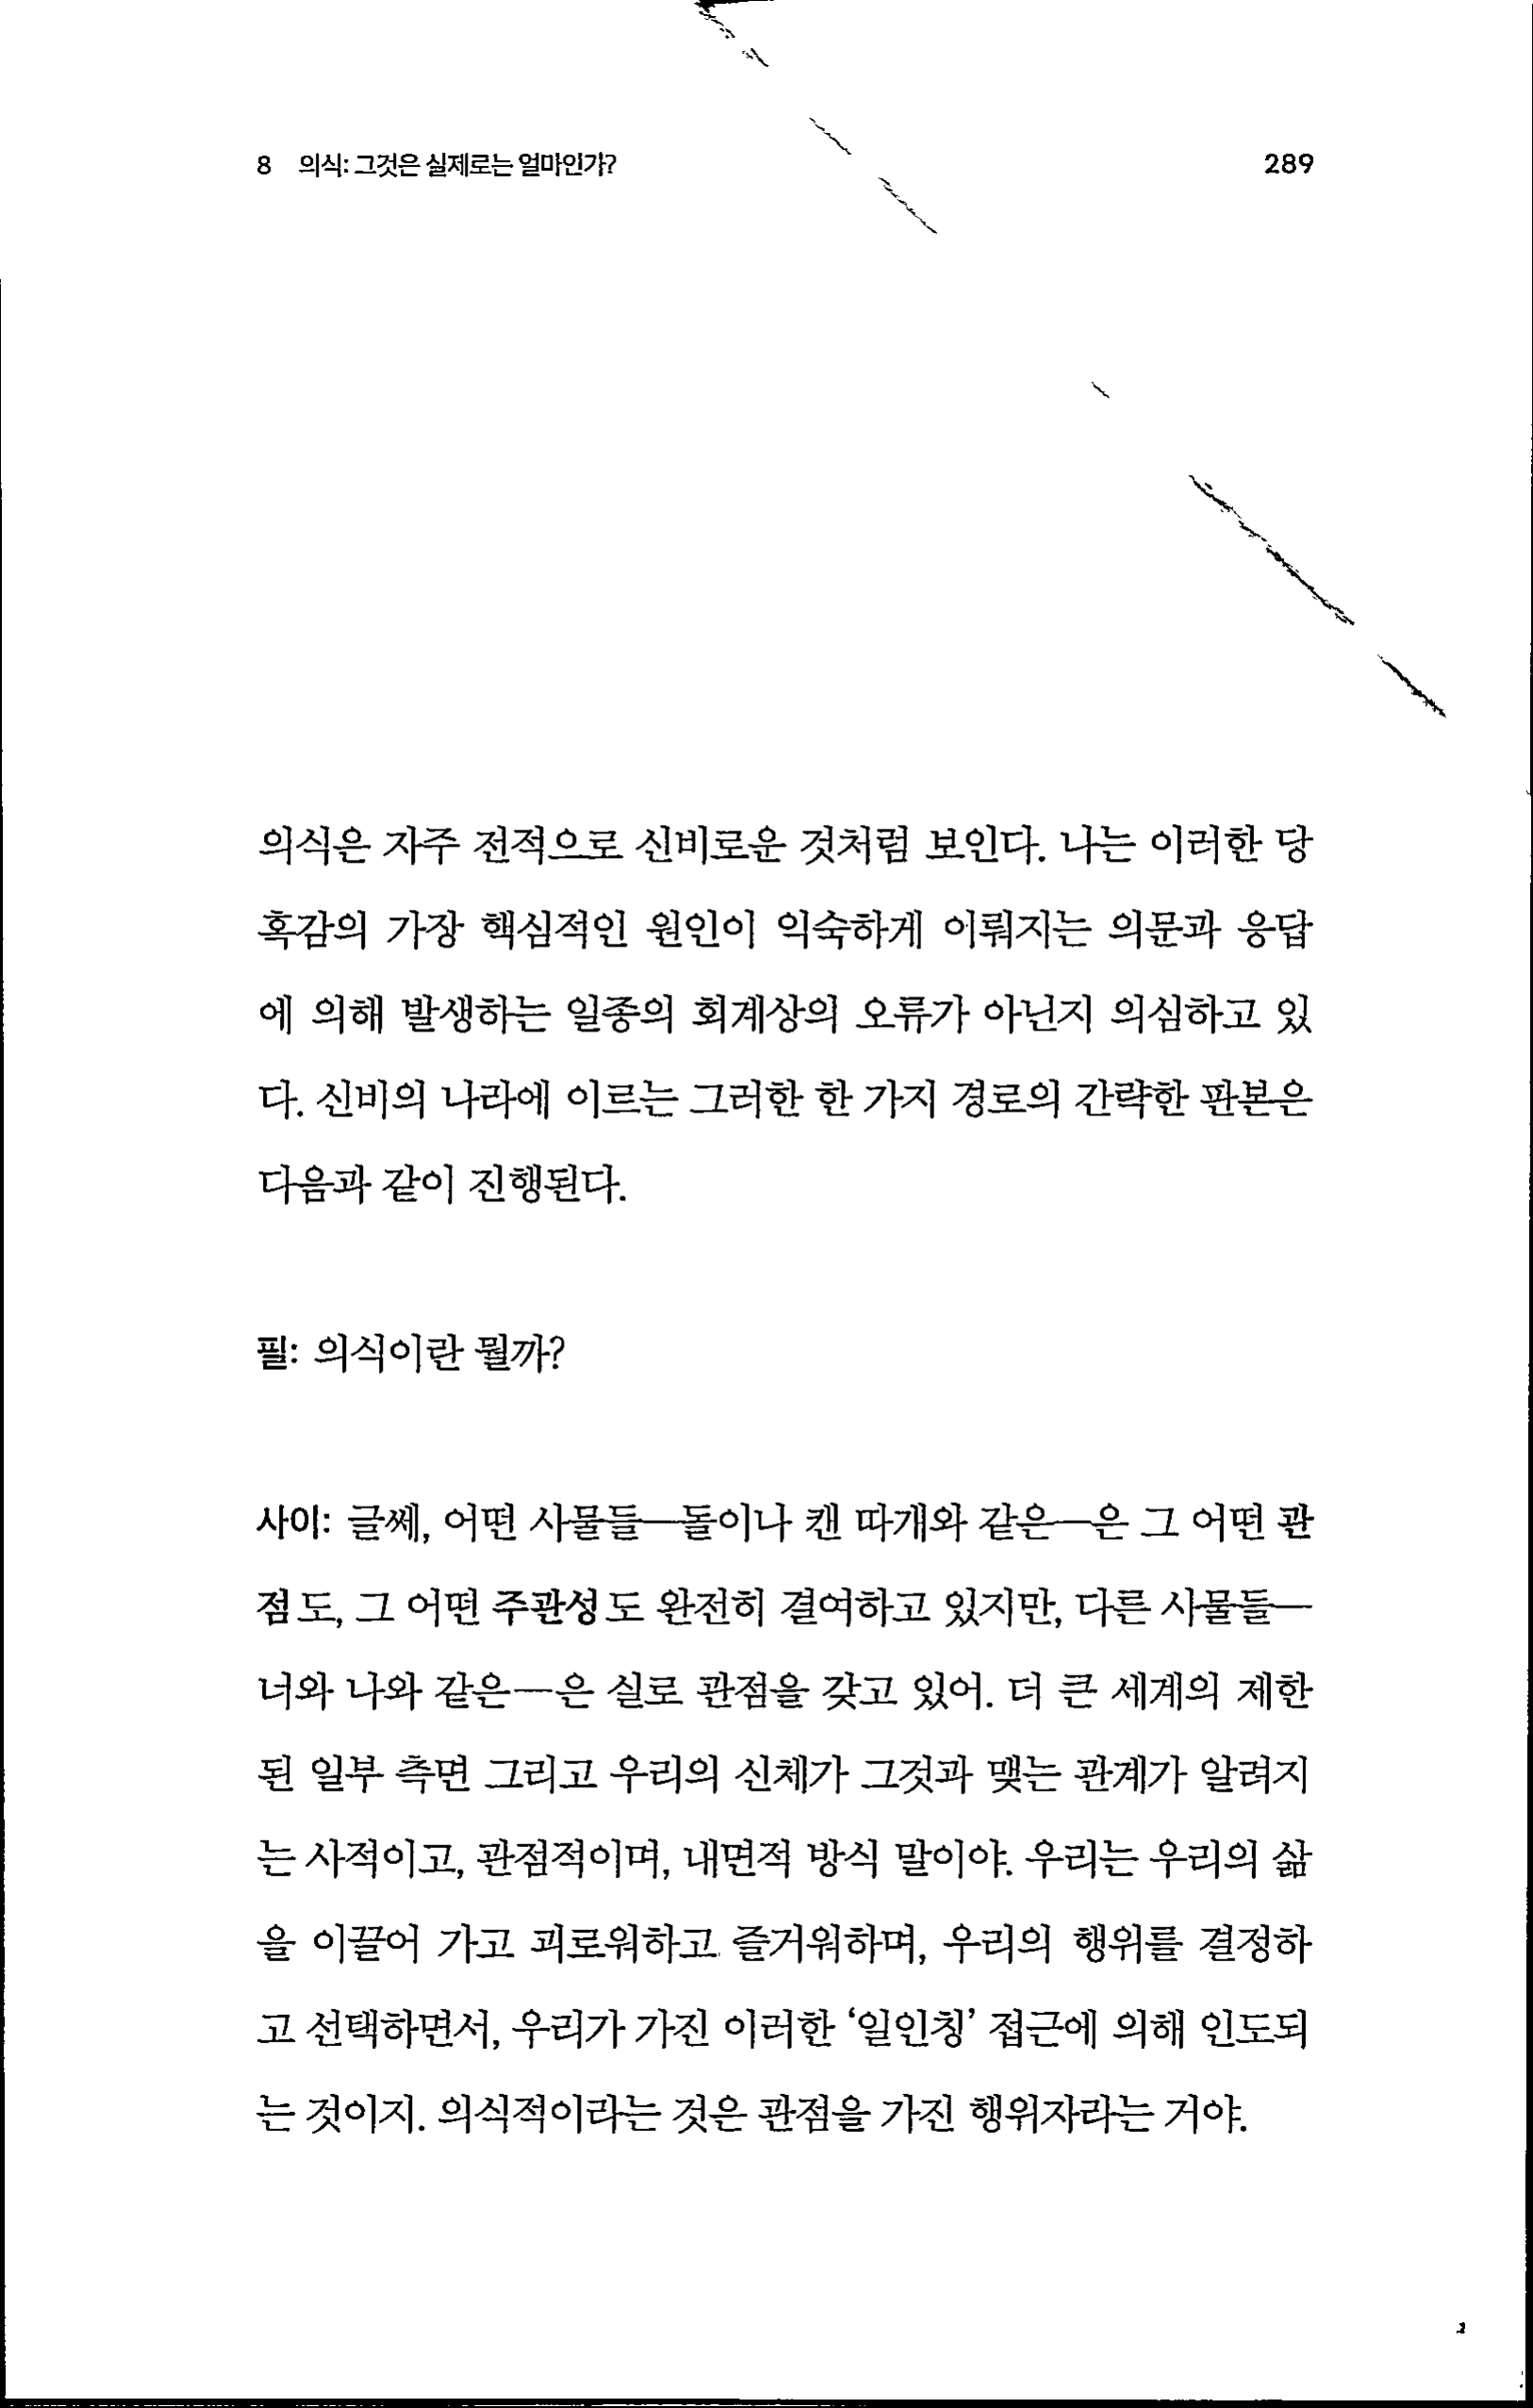 8 의식: 그것은 실제로는 얼마인가?
289
의식은 자주 전적으로 신비로운 것처럼 보인다. 나는 이러한 당
혹감의 가장 핵심적인 원인이 익숙하게 이뤄지는 의문과 응답
에 의해 발생하는 일종의 회계상의 오류가 아닌지 의심하고 있
다. 신비의 나라에 이르는 그러한 한 가지 경로의 간략한 판본은
다음과 같이 진행된다.
필: 의식이란 뭘까?
사이: 글쎄, 어떤 사물들—돌이나 캔 따개와 같은—은 그 어떤 관
점도, 그 어떤 주관성도 완전히 결여하고 있지만, 다른 사물들—
너와 나와 같은—은 실로 관점을 갖고 있어. 더 큰 세계의 제한
된 일부 측면 그리고 우리의 신체가 그것과 맺는 관계가 알려지
는 사적이고, 관점적이며, 내면적 방식 말이야. 우리는 우리의 삶
을 이끌어 가고 괴로워하고 즐거워하며, 우리의 행위를 결정하
고 선택하면서, 우리가 가진 이러한 ‘일인칭’ 접근에 의해 인도되
는 것이지. 의식적이라는 것은 관점을 가진 행위자라는 거야.